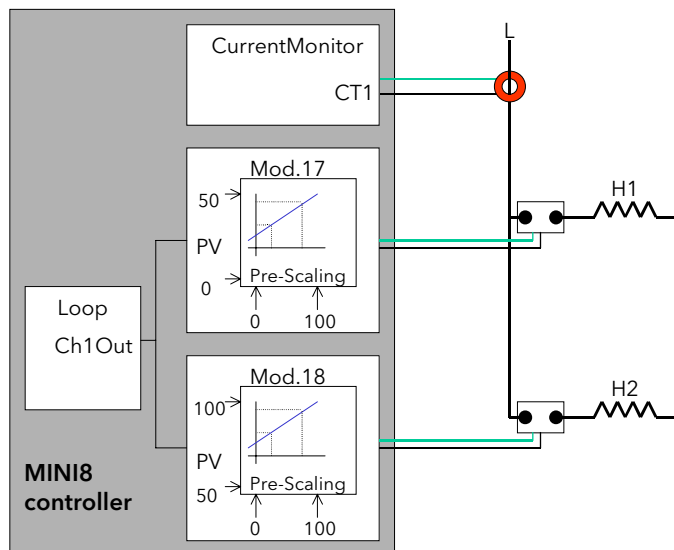 CurrentMonitor
CT1
L
Mod.17
50
PV
0
Pre-Scaling
0 100
H1
Loop
Ch1Out
Mod.18
100
PV
50
Pre-Scaling
0 100
H2
MINI8
controller